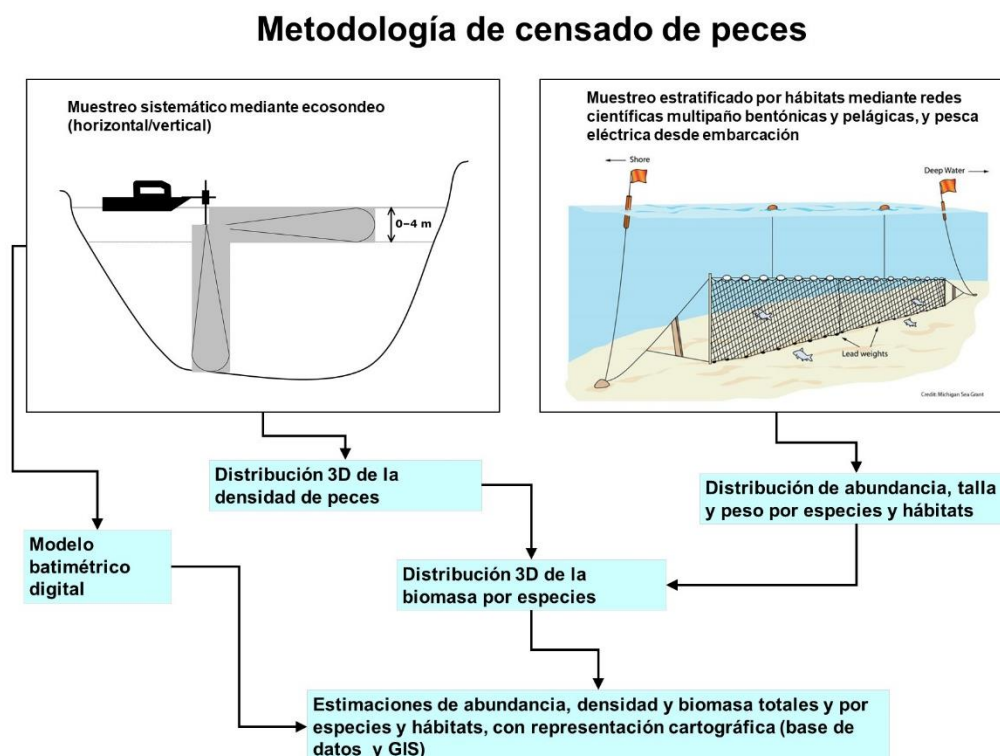 Metodología de censado de peces
Muestreo sistemático mediante ecosondeo
(horizontal/vertical)
0–4 m
Muestreo estratificado por hábitats mediante redes
científicas multipaño bentónicas y pelágicas, y pesca
eléctrica desde embarcación
Shore
Deep Water
Lead weights
Credit: Michigan Sea Grant
Distribución 3D de la
densidad de peces
Distribución de abundancia, talla
y peso por especies y hábitats
Modelo
batimétrico
digital
Distribución 3D de la
biomasa por especies
Estimaciones de abundancia, densidad y biomasa totales y por
especies y hábitats, con representación cartográfica (base de
datos y GIS)